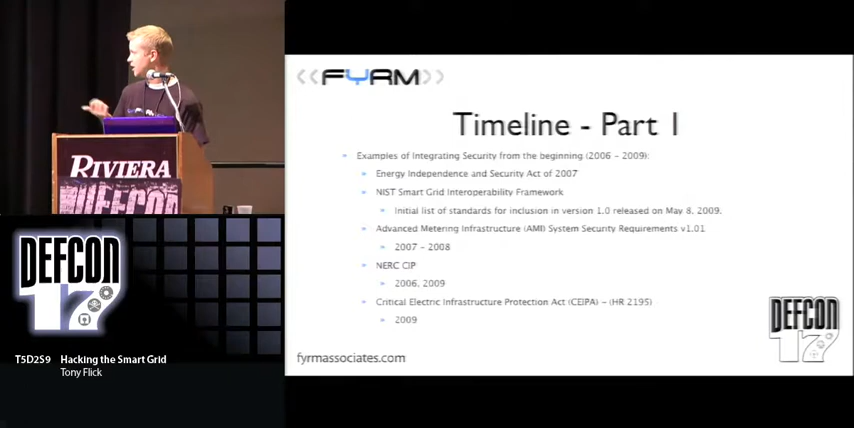 RIVIERA
DEFCON
DEFCON
17
T5D2S9 Hacking the Smart Grid
Tony Flick
((FYRM))
Timeline - Part 1
Examples of Integrating Security from the beginning (2006 - 2009):
Energy Independence and Security Act of 2007
NIST Smart Grid Interoperability Framework
Initial list of standards for inclusion in version 1.0 released on May 8, 2009.
Advanced Metering Infrastructure (AMI) System Security Requirements v1.01
2007 - 2008
NERC CIP
2006, 2009
Critical Electric Infrastructure Protection Act (CEIPA) - (HR 2195)
2009
fyrmassociates.com
DEFCON
17